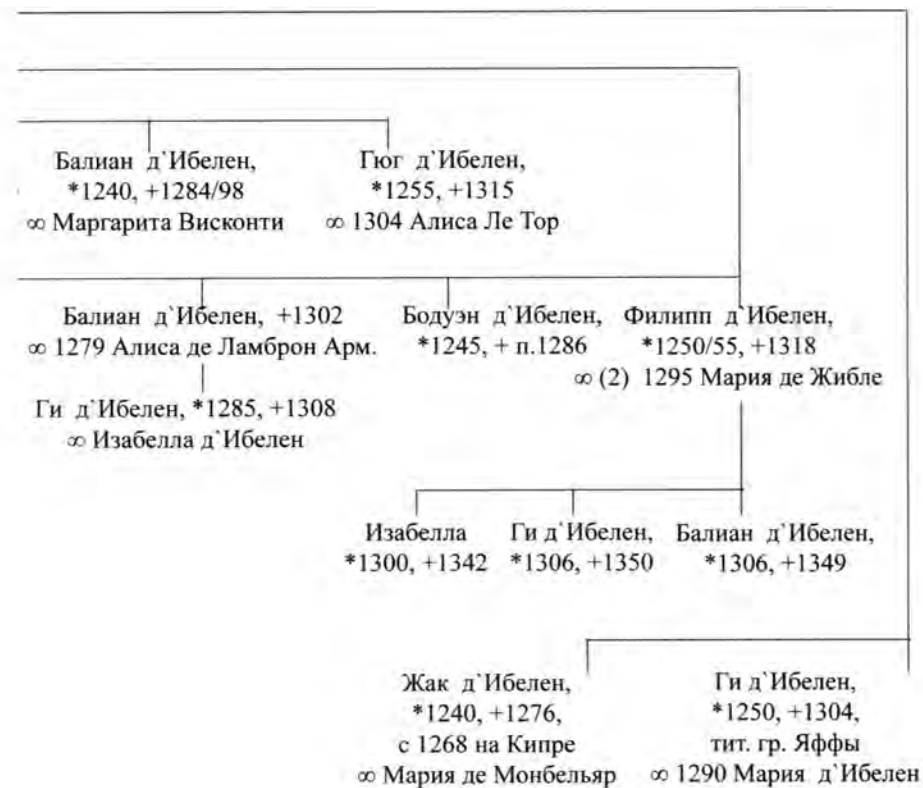 Балиан д`Ибелен,
*1240, +1284/98
∞ Маргарита Висконти
Гюг д`Ибелен,
*1255, +1315
∞ 1304 Алиса Ле Тор
Балиан д`Ибелен, +1302
∞ 1279 Алиса де Ламброн Арм.
Бодуэн д`Ибелен,
*1245, + п.1286
Филипп д`Ибелен,
*1250/55, +1318
∞ (2) 1295 Мария де Жибле
Ги д`Ибелен, *1285, +1308
∞ Изабелла д`Ибелен
Изабелла
*1300, +1342
Ги д`Ибелен,
*1306, +1350
Балиан д`Ибелен,
*1306, +1349
Жак д`Ибелен,
*1240, +1276,
с 1268 на Кипре
∞ Мария де Монбельяр
Ги д`Ибелен,
*1250, +1304,
тит. гр. Яффы
∞ 1290 Мария д`Ибелен